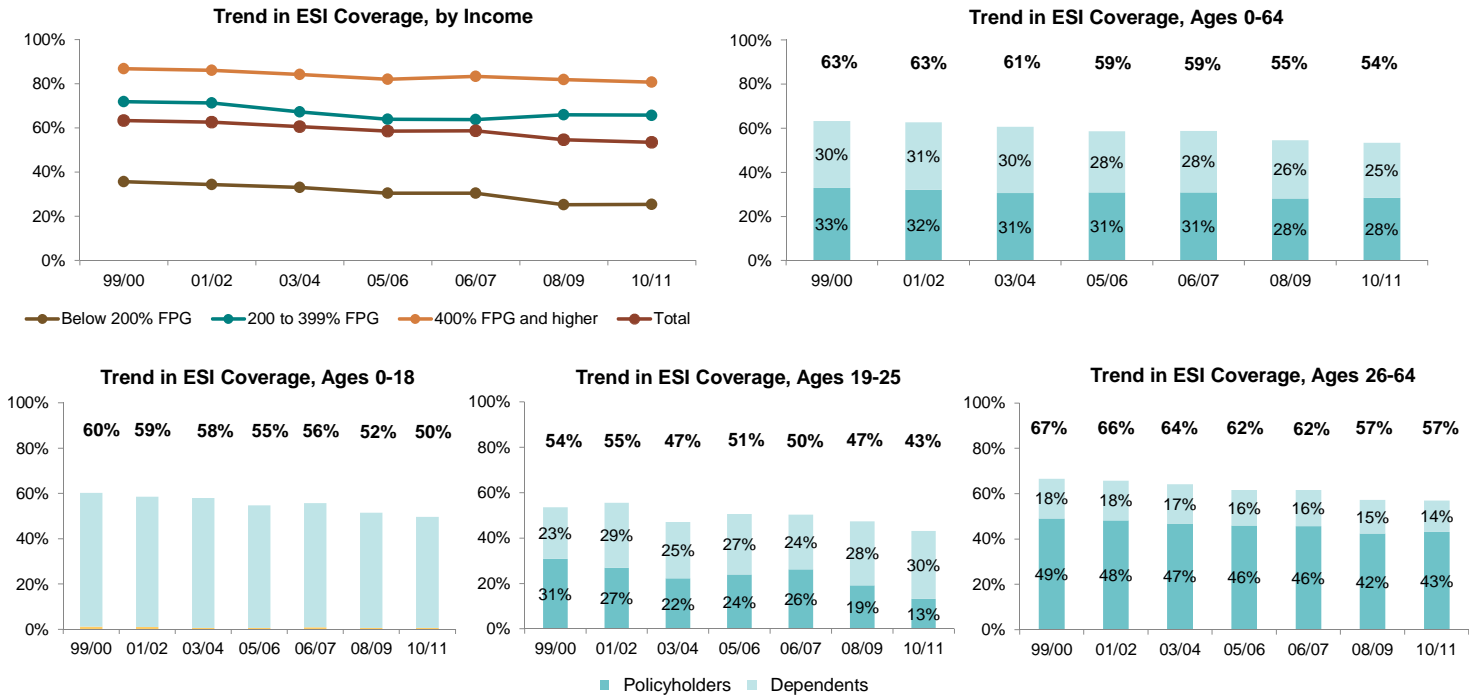 Trend in ESI Coverage, by Income
100%
80%
60%
40%
20%
0%
99/00 01/02 03/04 05/06 06/07 08/09 10/11
Below 200% FPG 200 to 399% FPG 400% FPG and higher Total
Trend in ESI Coverage, Ages 0-64
100%
63% 63% 61% 59% 59% 55% 54%
80%
60%
30% 31% 30% 28% 28% 26% 25%
40%
20%
33% 32% 31% 31% 31% 28% 28%
0%
99/00 01/02 03/04 05/06 06/07 08/09 10/11
Trend in ESI Coverage, Ages 0-18
100%
60% 59% 58% 55% 56% 52% 50%
80%
60%
40%
20%
0%
99/00 01/02 03/04 05/06 06/07 08/09 10/11
Trend in ESI Coverage, Ages 19-25
100%
54% 55% 47% 51% 50% 47% 43%
80%
60%
23% 29% 25% 27% 24% 28% 30%
40%
20%
31% 27% 22% 24% 26% 19% 13%
0%
99/00 01/02 03/04 05/06 06/07 08/09 10/11
Trend in ESI Coverage, Ages 26-64
100%
67% 66% 64% 62% 62% 57% 57%
80%
60%
18% 18% 17% 16% 16% 15% 14%
40%
49% 48% 47% 46% 46% 42% 43%
20%
0%
99/00 01/02 03/04 05/06 06/07 08/09 10/11
Policyholders Dependents